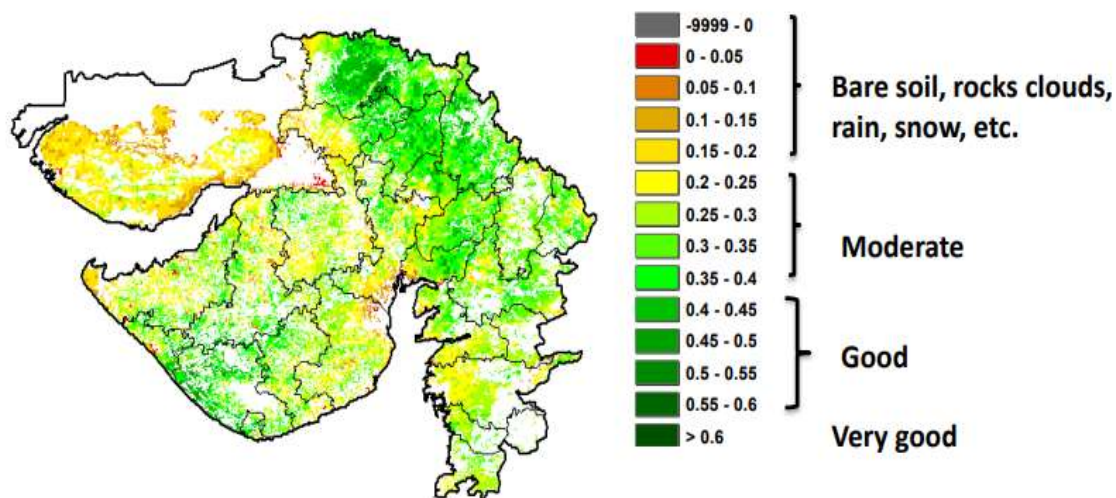 -9999 - 0
0 - 0.05
0.05 - 0.1
0.1 - 0.15
0.15 - 0.2
Bare soil, rocks clouds,
rain, snow, etc.
0.2 - 0.25
0.25 - 0.3
0.3 - 0.35
0.35 - 0.4
Moderate
0.4 - 0.45
0.45 - 0.5
0.5 - 0.55
0.55 - 0.6
Good
> 0.6
Very good